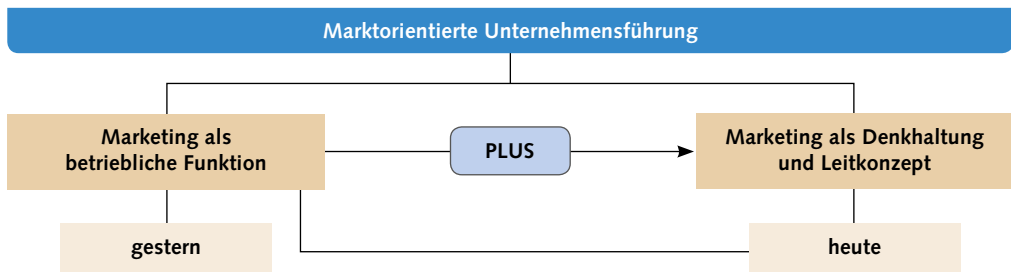 Marktorientierte Unternehmensführung
Marketing als
betriebliche Funktion
PLUS
Marketing als Denkhaltung
und Leitkonzept
gestern
heute